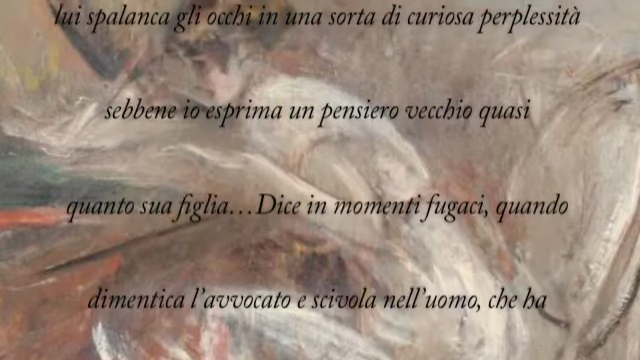 lui spalanca gli occhi in una sorta di curiosa perplessità
sebbene io esprima un pensiero vecchio quasi
quanto sua figlia...Dice in momenti fugaci, quando
dimentica l'avvocato e scivola nell'uomo, che ha